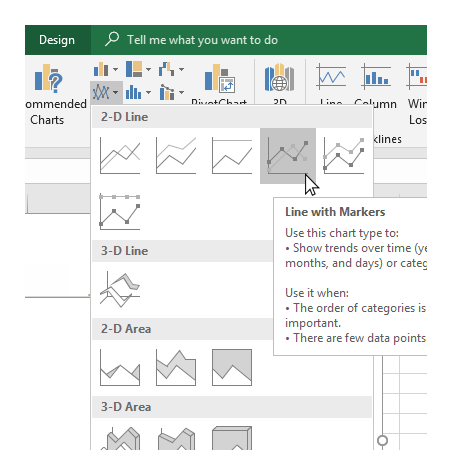 Design
Tell me what you want to do
ommended
Charts
PivotChart
3D
Line
Column
Win
Los
klines
2-D Line
Line with Markers
Use this chart type to:
• Show trends over time (ye
months, and days) or categ
Use it when:
• The order of categories is
important.
• There are few data points
3-D Line
2-D Area
3-D Area